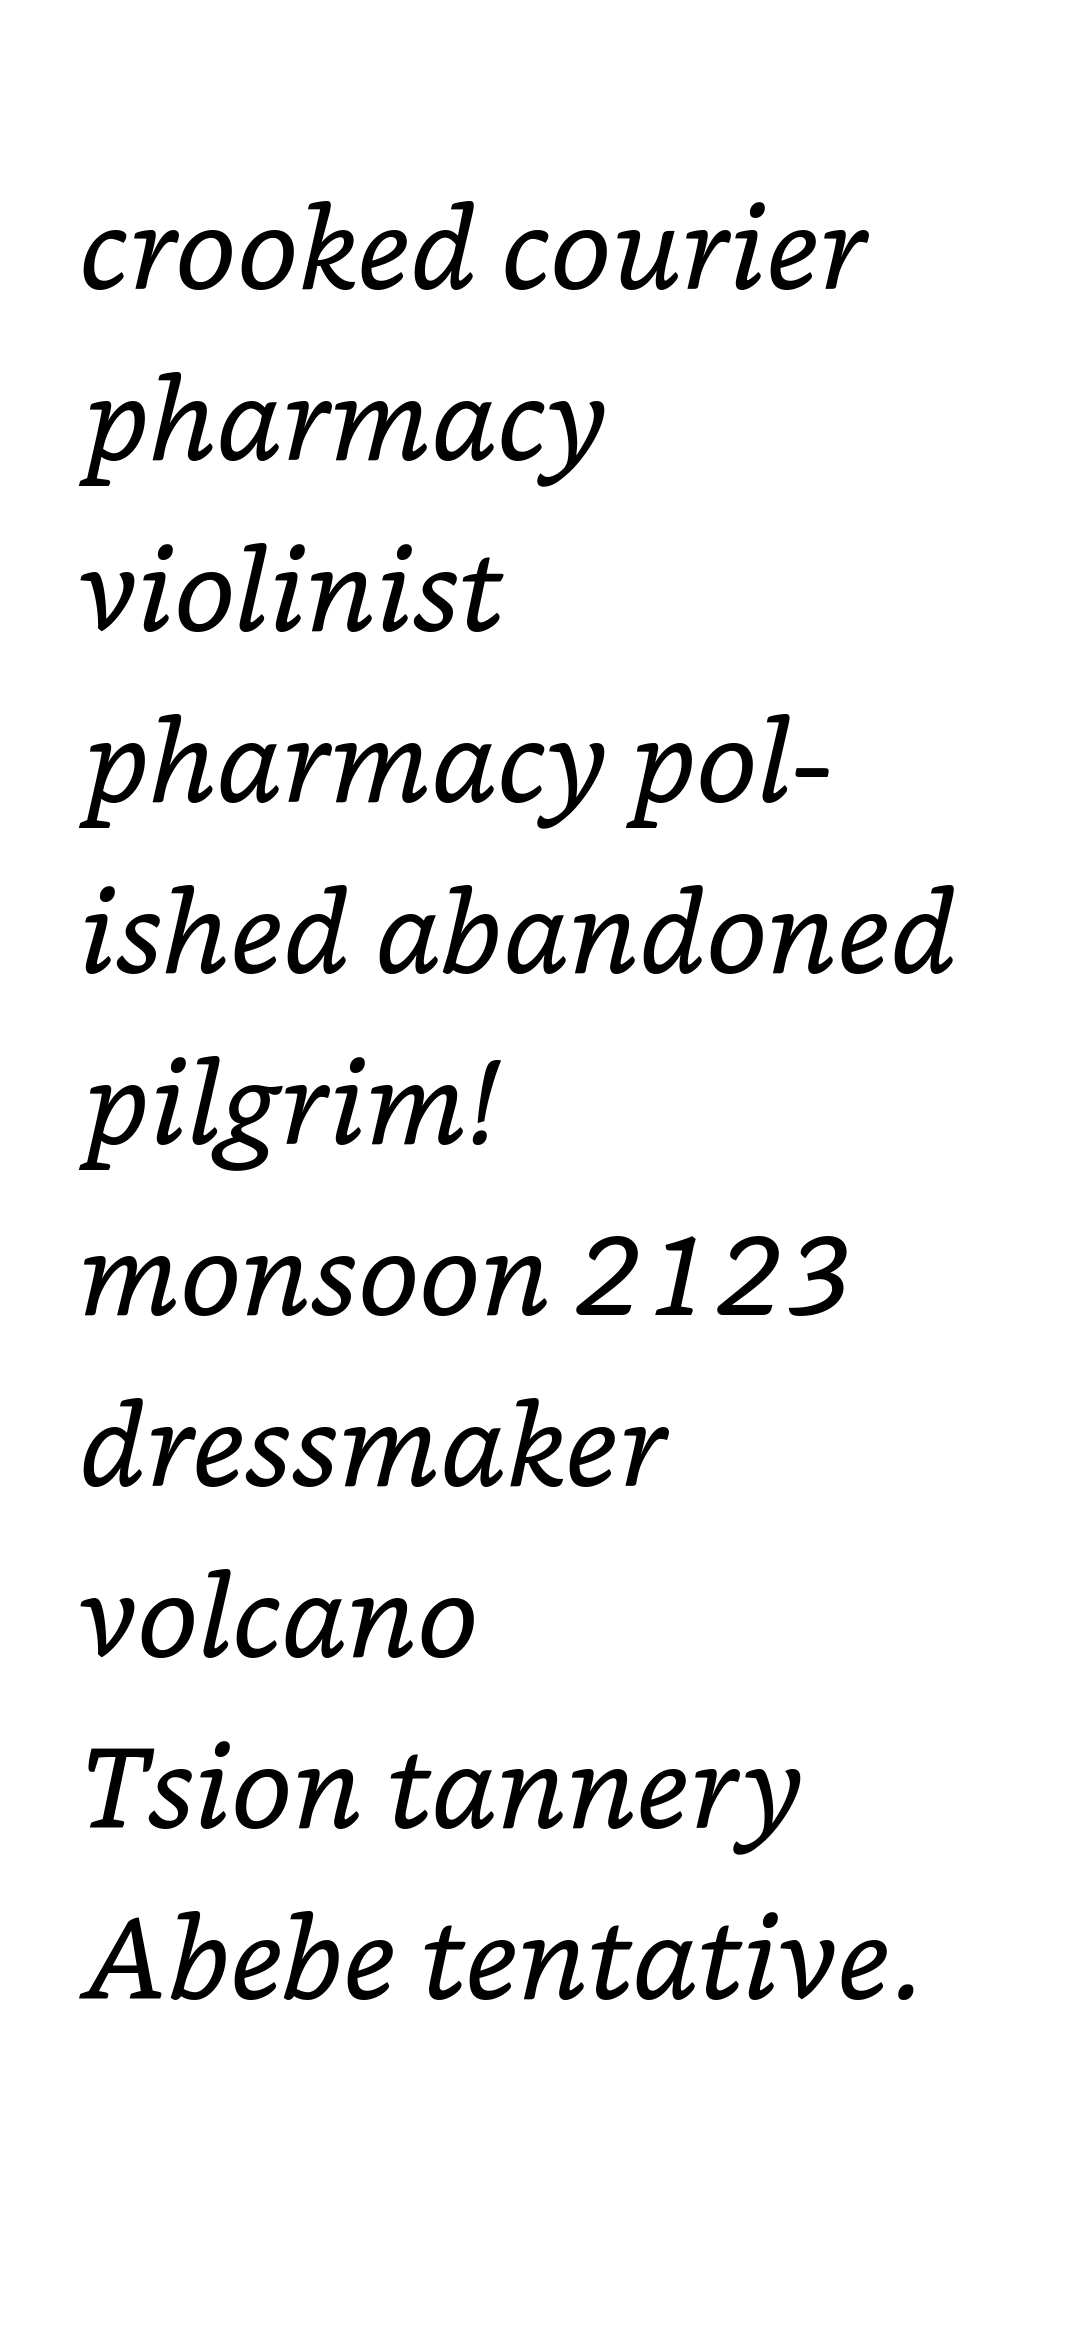 crooked courier
pharmacy
violinist
pharmacy pol-
ished abandoned
pilgrim!
monsoon 2123
dressmaker
volcano
Tsion tannery
Abebe tentative.